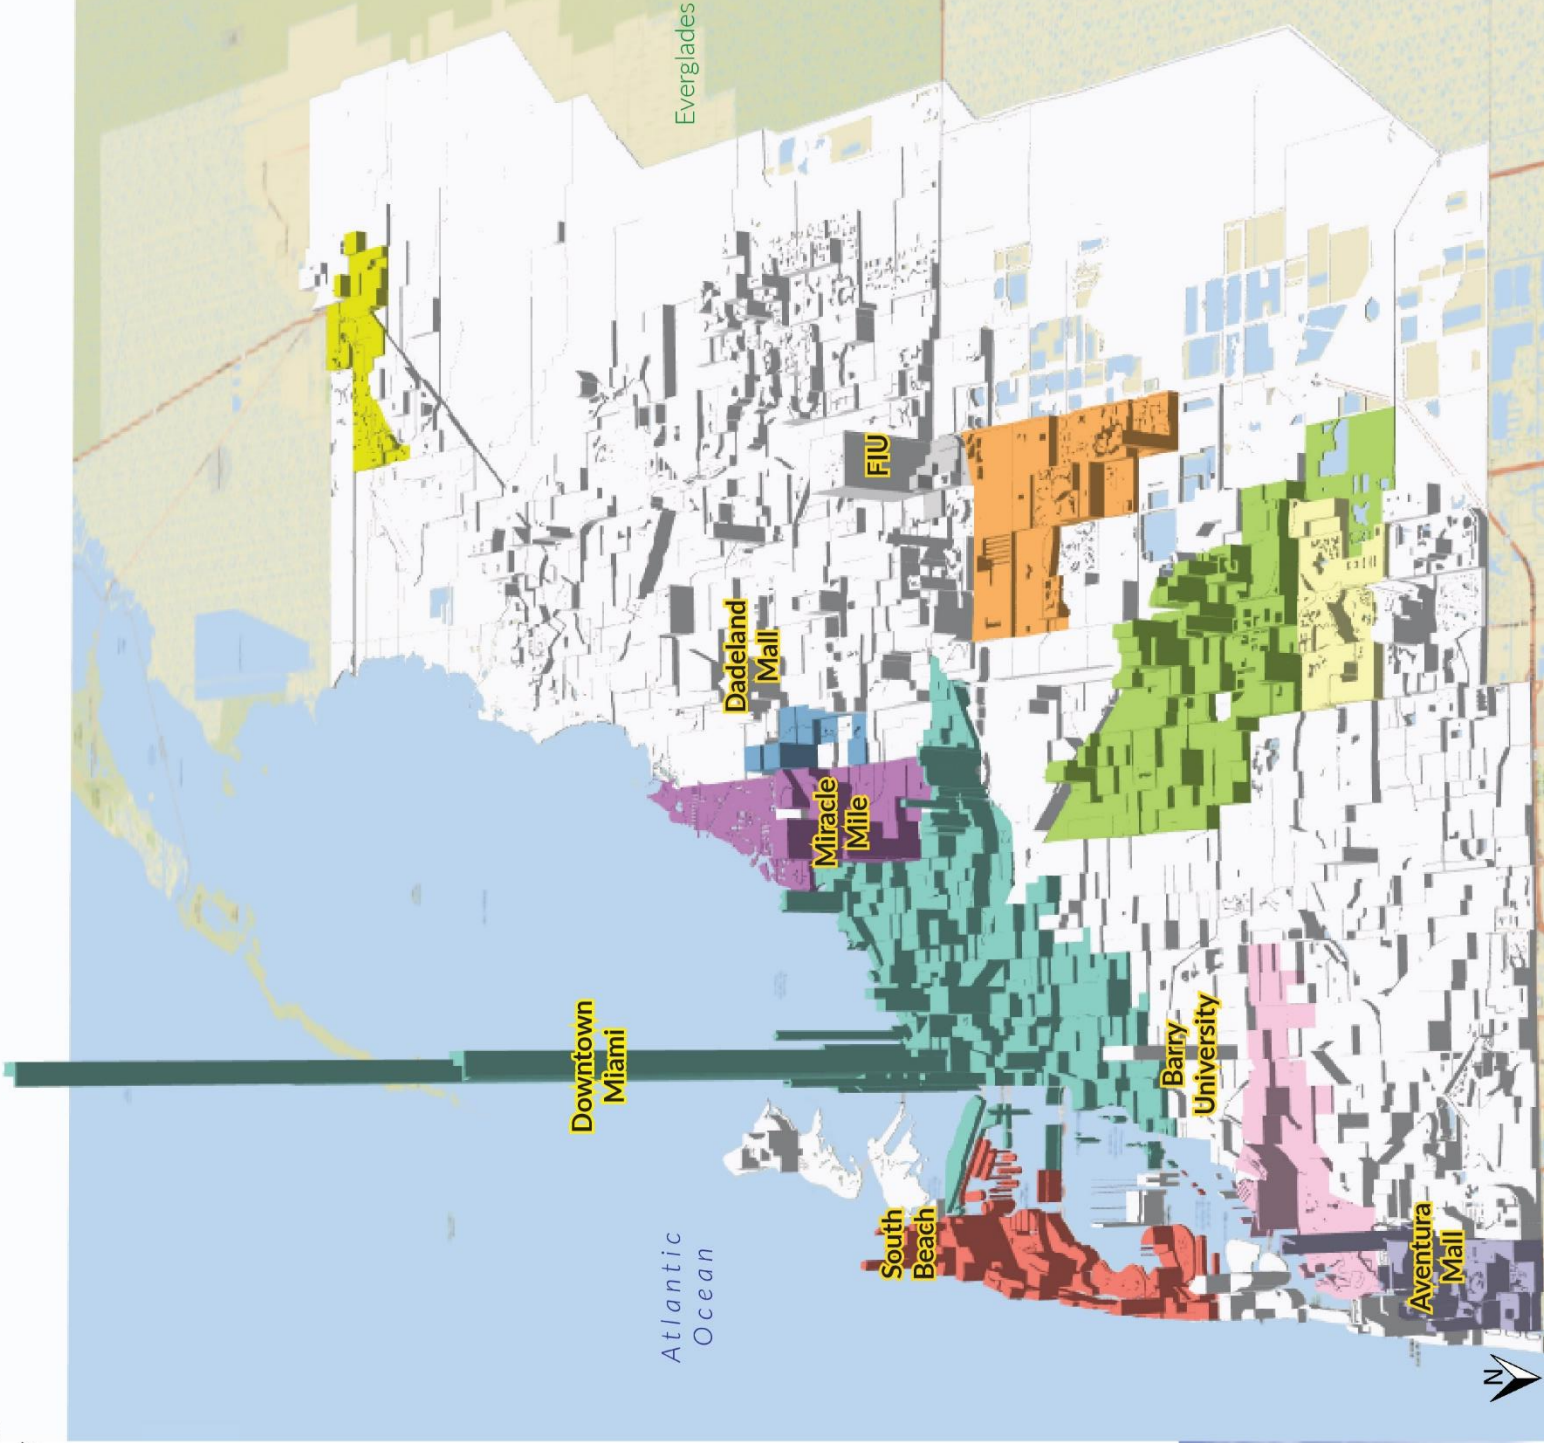 Everglades
FIU
Dadeland
Mall
Miracle
Mile
Downtown
Miami
Barry
University
South
Beach
Atlantic
Ocean
Aventura
Mall
N